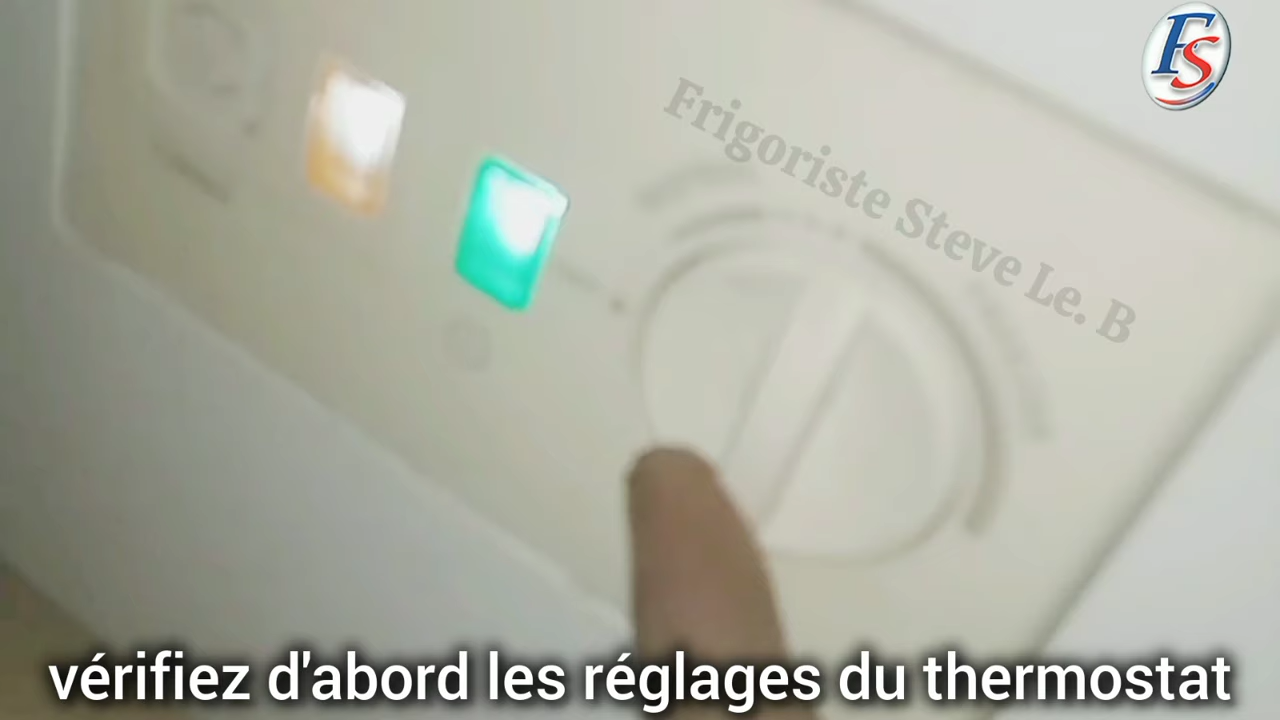 FS
Frigoriste Steve Le. B
vérifiez d'abord les réglages du thermostat